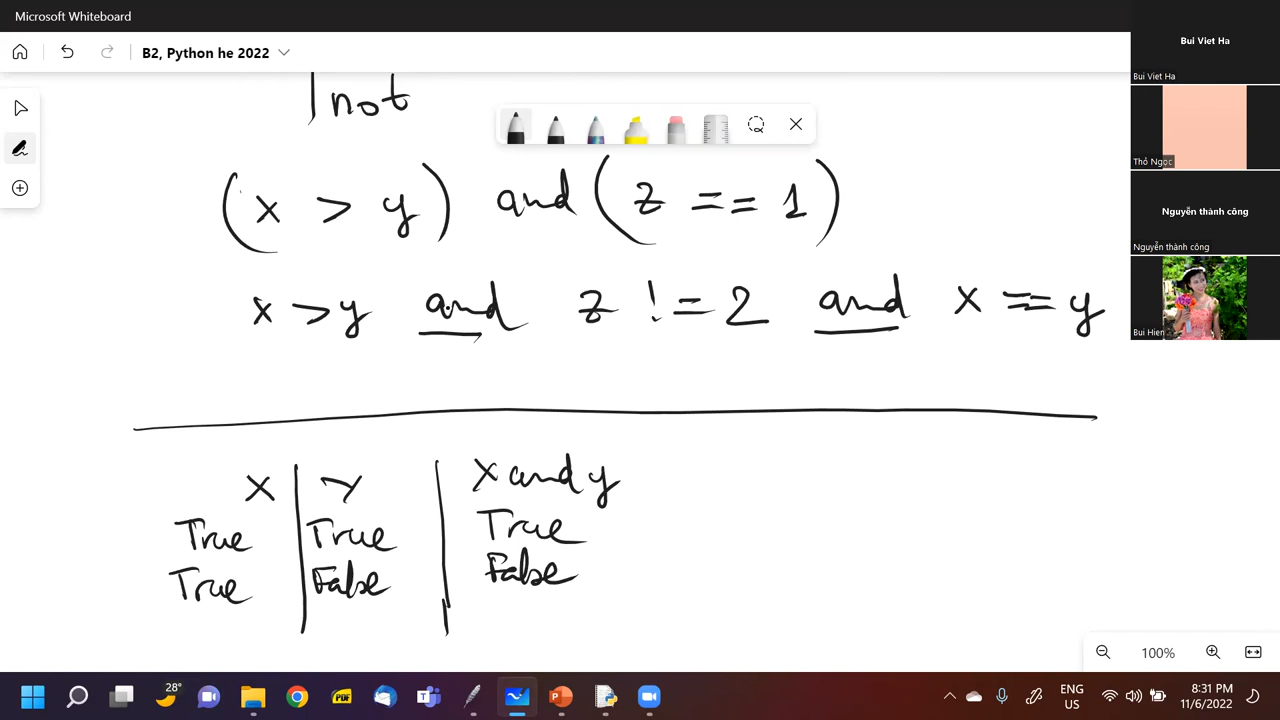 Microsoft Whiteboard
B2, Python he 2022
not
(x > y) and (z == 1)
x > y and z != 2 and x == y
X Y X and y
True True True
True False False
Bui Viet Ha
Bui Viet Ha
Thỏ Ngọc
Nguyễn thành công
Nguyễn thành công
Bui Hien
100%
28°
PDF
ENG
US
8:31 PM
11/6/2022